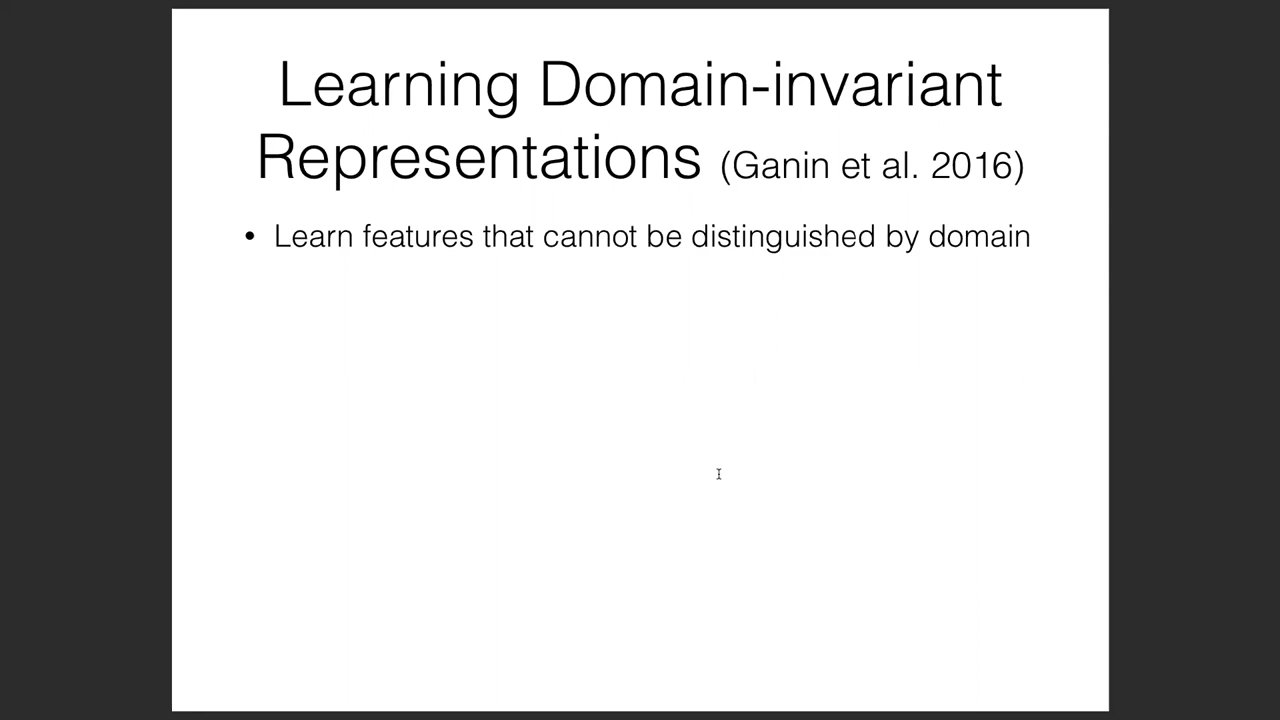 Learning Domain-invariant
Representations (Ganin et al. 2016)
• Learn features that cannot be distinguished by domain